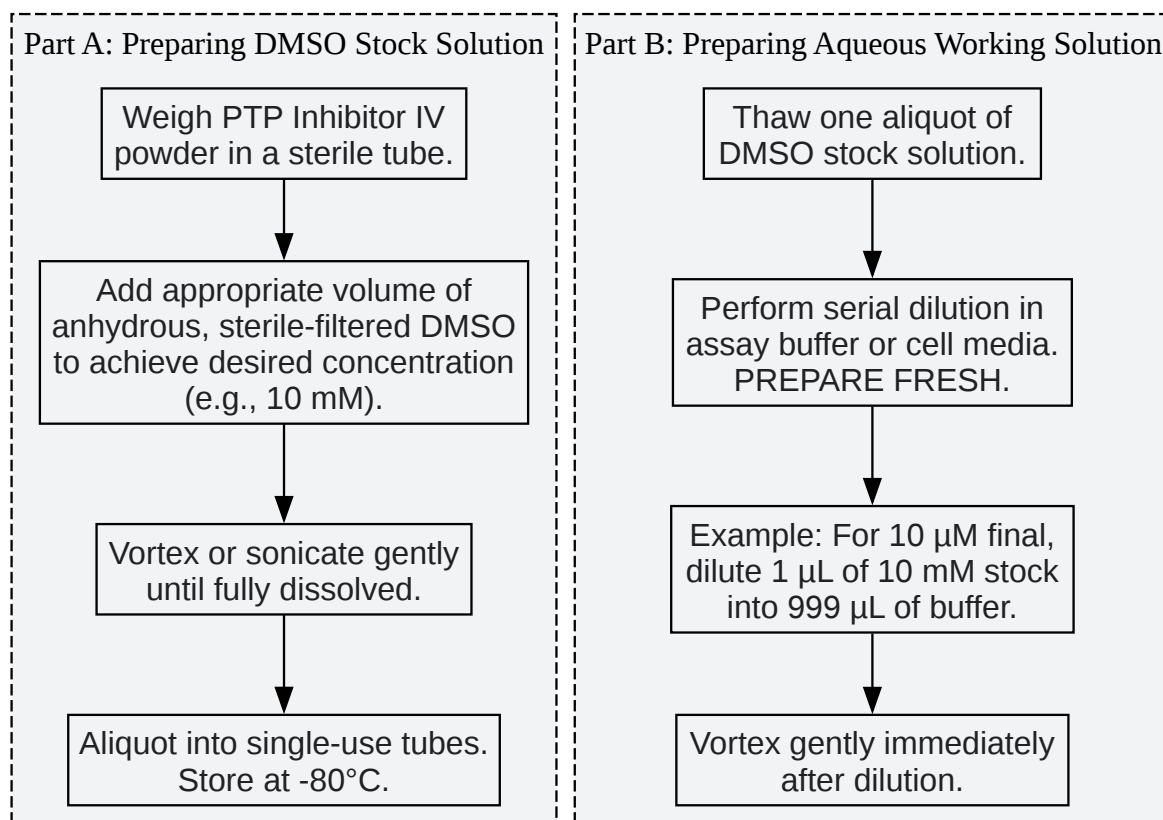 Part A: Preparing DMSO Stock Solution
Weigh PTP Inhibitor IV
powder in a sterile tube.
Add appropriate volume of
anhydrous, sterile-filtered DMSO
to achieve desired concentration
(e.g., 10 mM).
Vortex or sonicate gently
until fully dissolved.
Aliquot into single-use tubes.
Store at -80°C.
Part B: Preparing Aqueous Working Solution
Thaw one aliquot of
DMSO stock solution.
Perform serial dilution in
assay buffer or cell media.
PREPARE FRESH.
Example: For 10 µM final,
dilute 1 µL of 10 mM stock
into 999 µL of buffer.
Vortex gently immediately
after dilution.